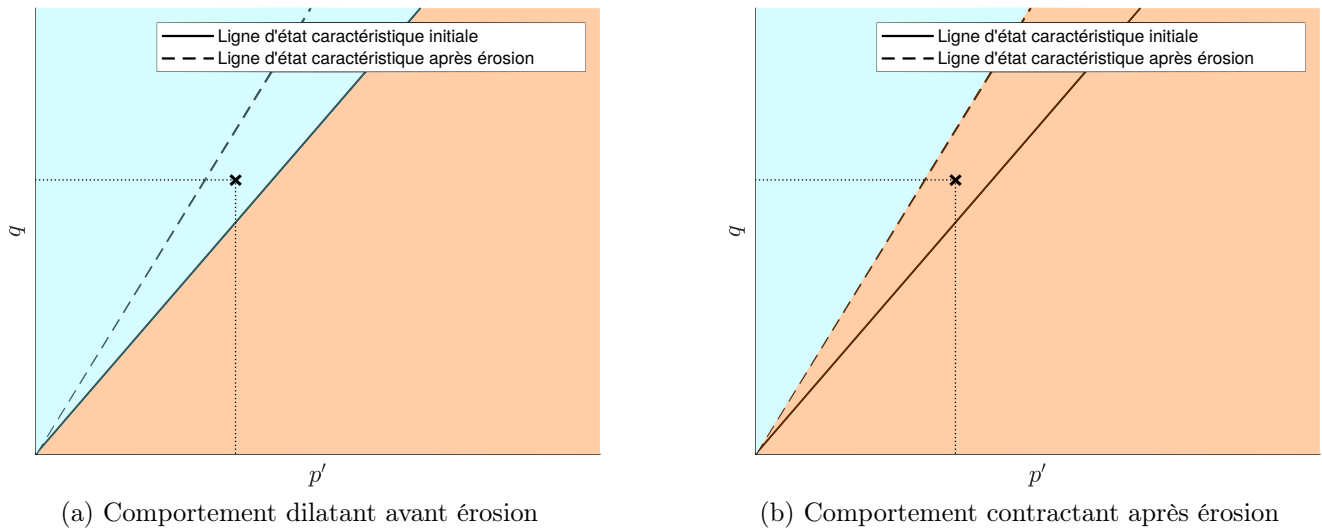 Ligne d'état caractéristique initiale
Ligne d'état caractéristique après érosion
q
p′
(a) Comportement dilatant avant érosion
Ligne d'état caractéristique initiale
Ligne d'état caractéristique après érosion
q
p′
(b) Comportement contractant après érosion